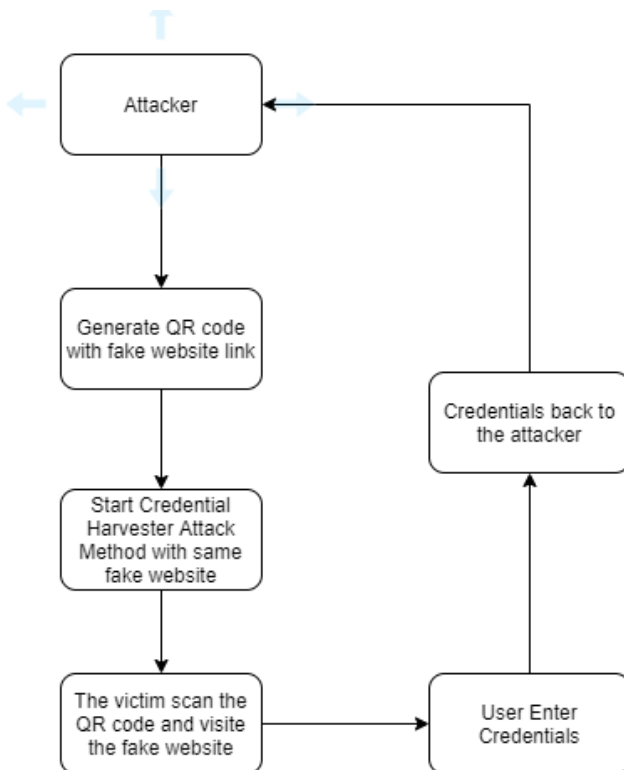 Attacker
Generate QR code
with fake website link
Start Credential
Harvester Attack
Method with same
fake website
The victim scan the
QR code and visite
the fake website
User Enter
Credentials
Credentials back to
the attacker